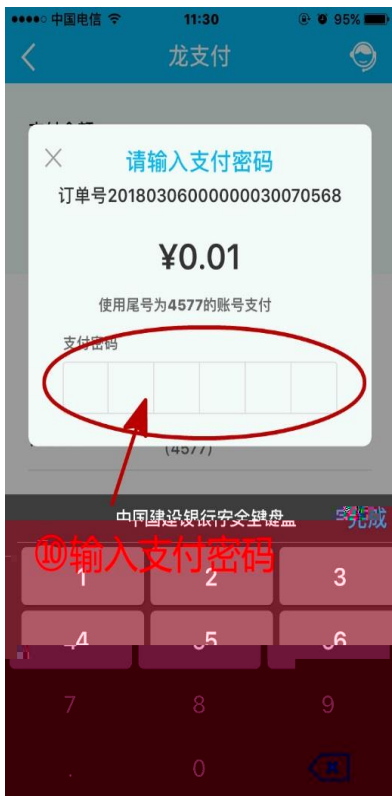 中国电信 11:30 95%
龙支付
请输入支付密码
订单号20180306000000030070568
¥0.01
使用尾号为4577的账号支付
支付密码
(4577)
中国建设银行安全键盘 完成
⑩输入支付密码
1 2 3
4 5 6
7 8 9
. 0